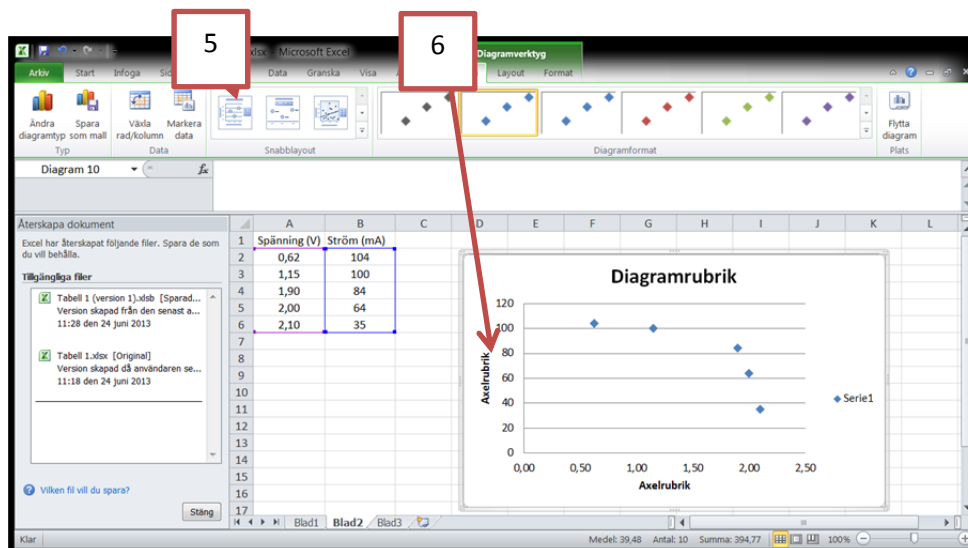 5
6
.xlsx - Microsoft Excel
Diagramverktyg
Arkiv Start Infoga Data Granska Visa Layout Format
Ändra diagramtyp
Spara som mall
Växla rad/kolumn
Markera data
Flytta diagram
Typ Data Snabblayout Diagramformat Plats
Diagram 10
fx
Återskapa dokument
Excel har återskapat följande filer. Spara de som
du vill behålla.
Tillgängliga filer
Tabell 1 (version 1).xlsb [Sparad...
Version skapad från den senast a...
11:28 den 24 juni 2013
Tabell 1.xlsx [Original]
Version skapad då användaren se...
11:18 den 24 juni 2013
Vilken fil vill du spara?
Stäng
A B C D E F G H I J K L
1 Spänning (V) Ström (mA)
2 0,62 104
3 1,15 100
4 1,90 84
5 2,00 64
6 2,10 35
7
8
9
10
11
12
13
14
15
16
17
Diagramrubrik
120
100
80
60
40
20
0
Axelrubrik
0,00 0,50 1,00 1,50 2,00 2,50
Axelrubrik
Serie1
Blad1 Blad2 Blad3
Klar
Medel: 39,48 Antal: 10 Summa: 394,77 100%